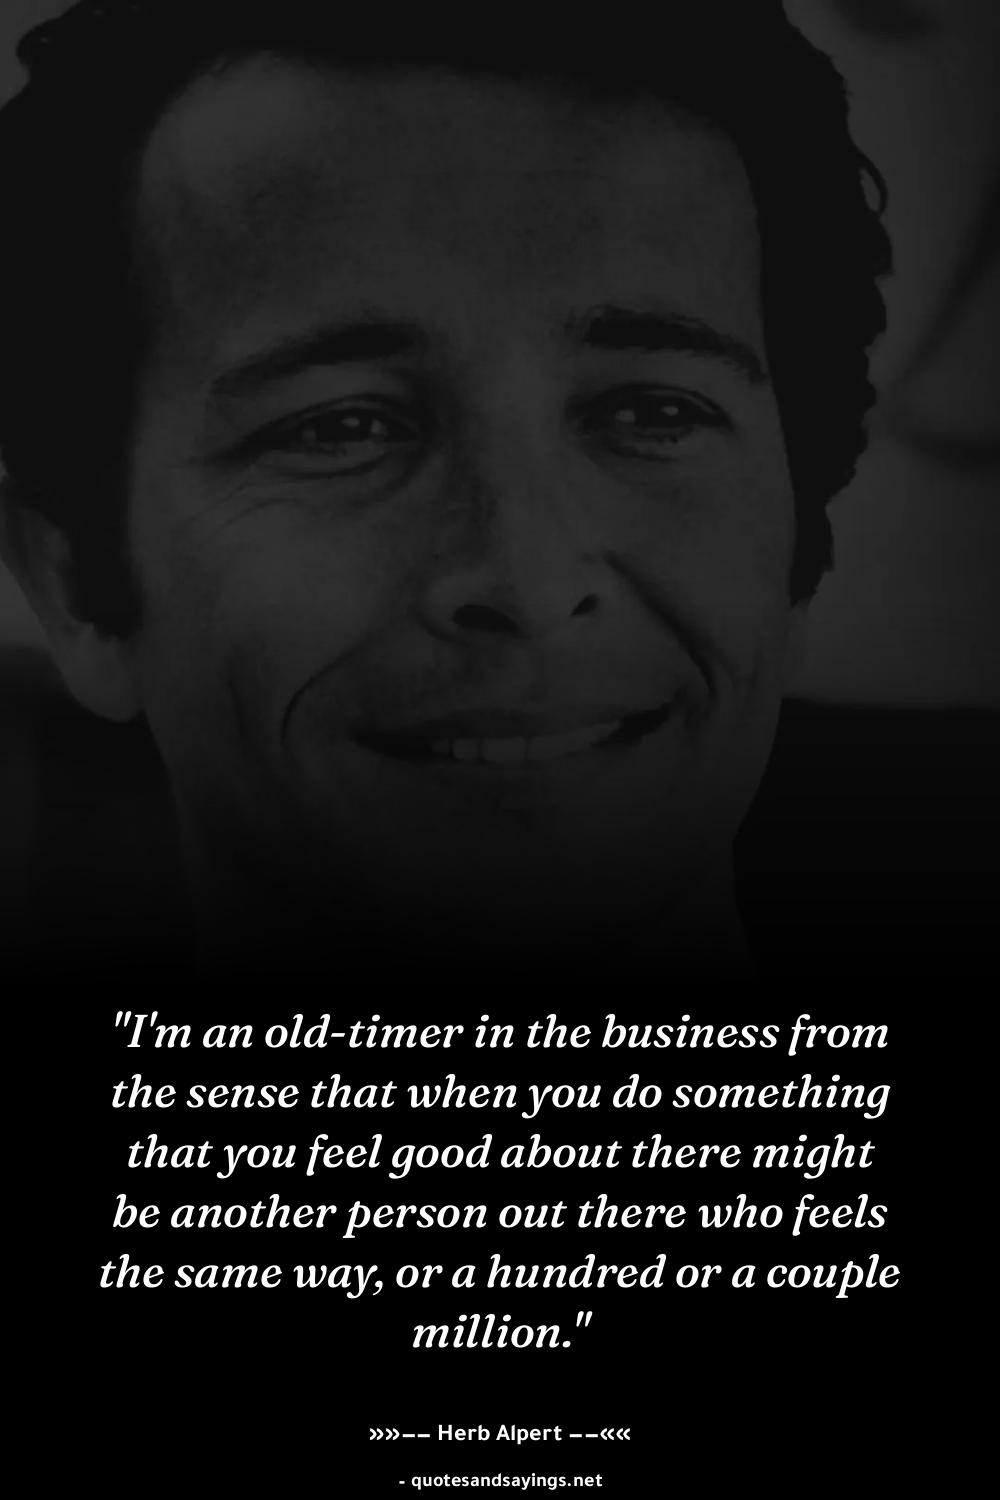 "I'm an old-timer in the business from
the sense that when you do something
that you feel good about there might
be another person out there who feels
the same way, or a hundred or a couple
million."
»»−− Herb Alpert −−««
- quotesandsayings.net